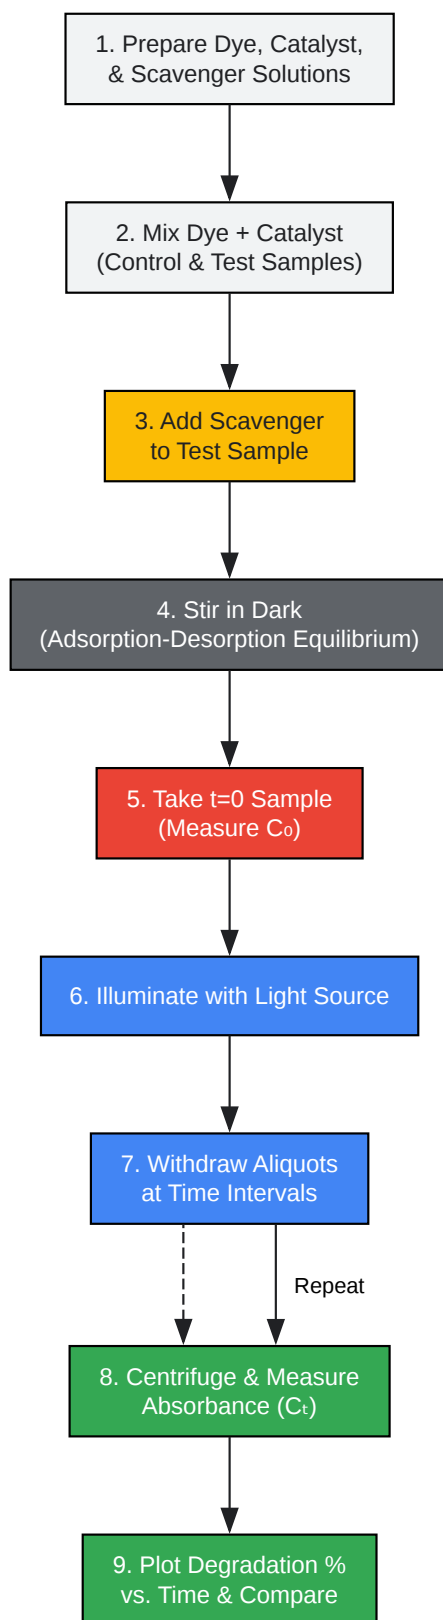 1. Prepare Dye, Catalyst,
& Scavenger Solutions
2. Mix Dye + Catalyst
(Control & Test Samples)
3. Add Scavenger
to Test Sample
4. Stir in Dark
(Adsorption-Desorption Equilibrium)
5. Take t=0 Sample
(Measure C₀)
6. Illuminate with Light Source
7. Withdraw Aliquots
at Time Intervals
Repeat
8. Centrifuge & Measure
Absorbance (Cₜ)
9. Plot Degradation %
vs. Time & Compare